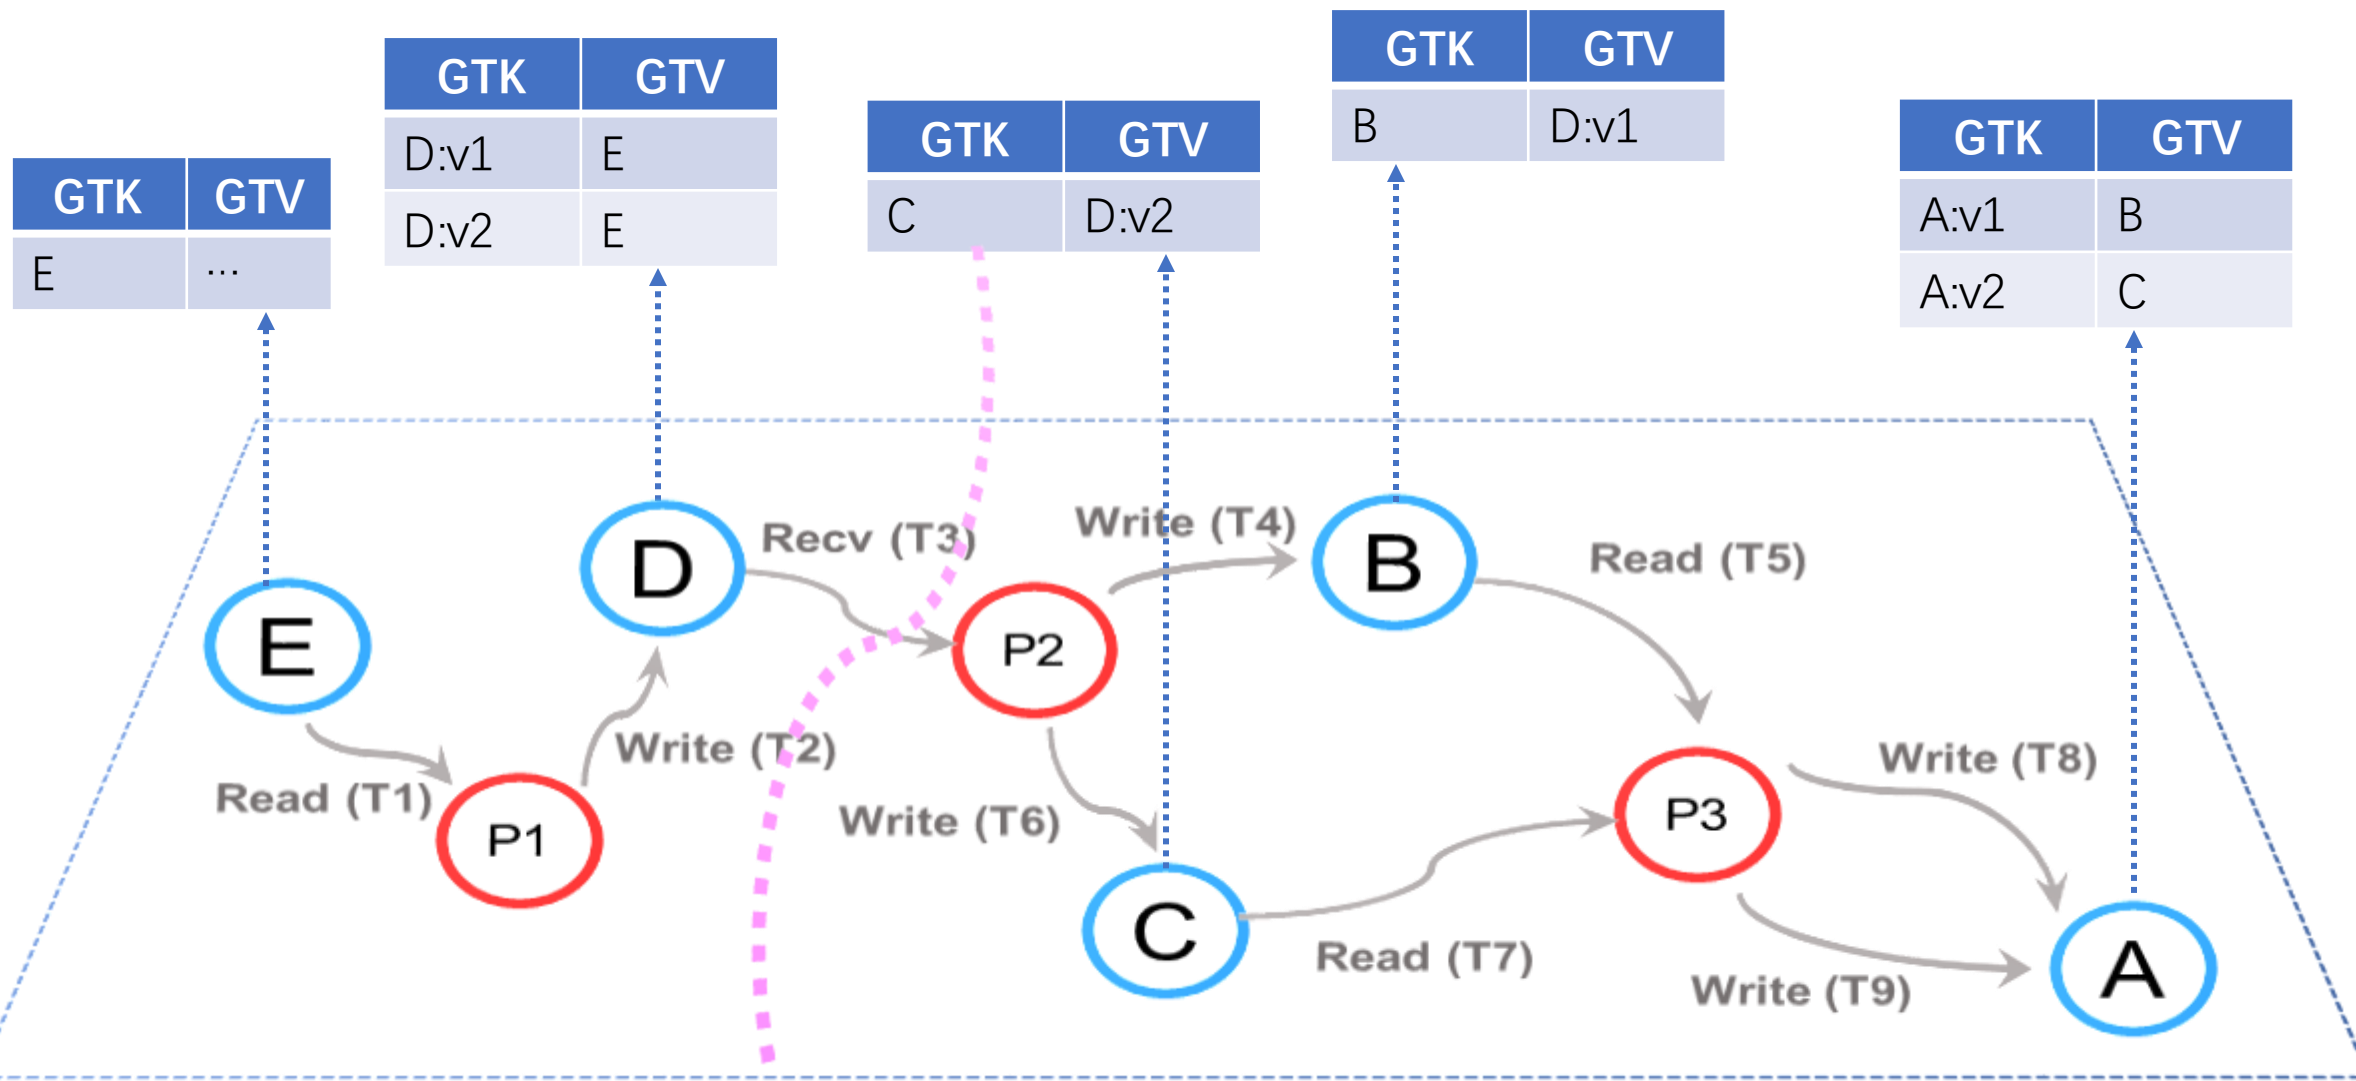 GTK GTV
E ...
GTK GTV
D:v1 E
D:v2 E
GTK GTV
C D:v2
GTK GTV
B D:v1
GTK GTV
A:v1 B
A:v2 C
E
Read (T1)
P1
Write (T2)
D
Recv (T3)
P2
Write (T4)
B
Read (T5)
Write (T6)
C
Read (T7)
P3
Write (T8)
Write (T9)
A